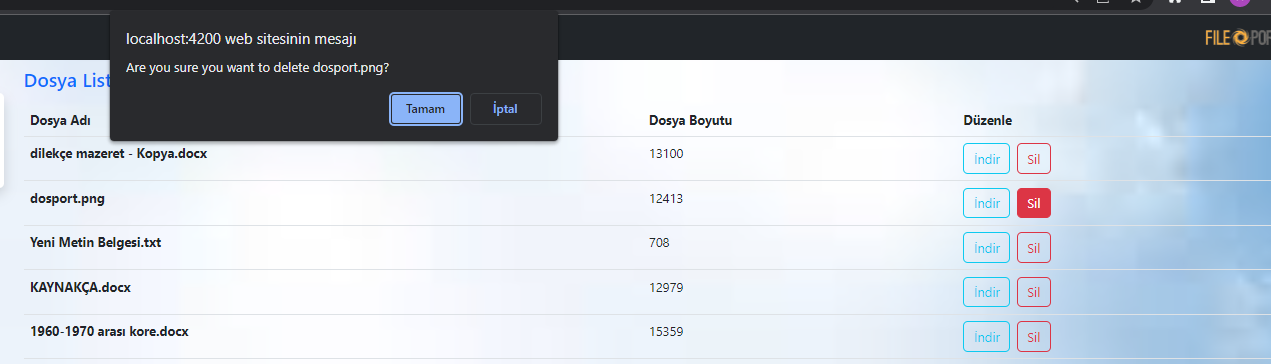 localhost:4200 web sitesinin mesajı
Are you sure you want to delete dosport.png?
Tamam İptal
FILE POR
Dosya List
Dosya Adı Dosya Boyutu Düzenle
dilekçe mazeret - Kopya.docx 13100 İndir Sil
dosport.png 12413 İndir Sil
Yeni Metin Belgesi.txt 708 İndir Sil
KAYNAKÇA.docx 12979 İndir Sil
1960-1970 arası kore.docx 15359 İndir Sil